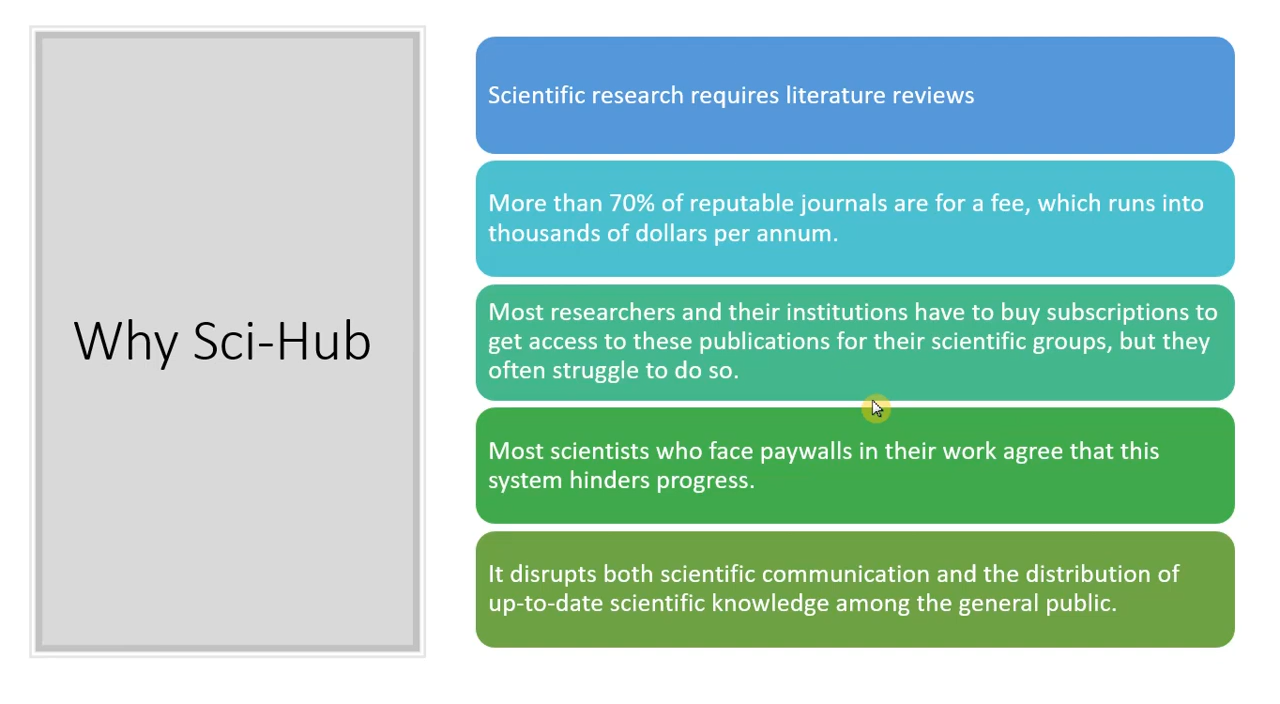 Why Sci-Hub
Scientific research requires literature reviews
More than 70% of reputable journals are for a fee, which runs into
thousands of dollars per annum.
Most researchers and their institutions have to buy subscriptions to
get access to these publications for their scientific groups, but they
often struggle to do so.
Most scientists who face paywalls in their work agree that this
system hinders progress.
It disrupts both scientific communication and the distribution of
up-to-date scientific knowledge among the general public.